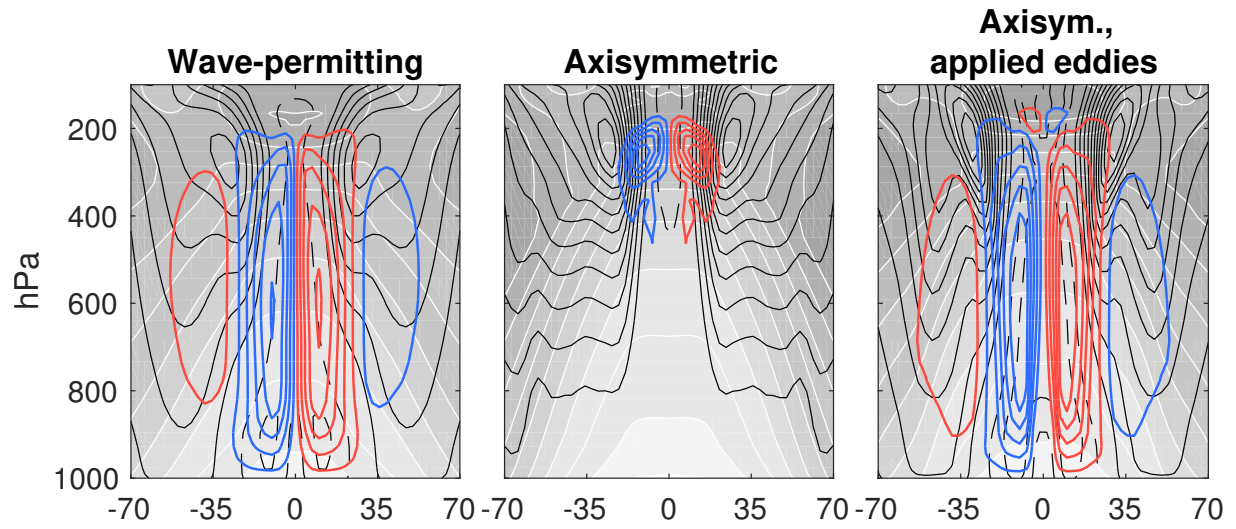 Wave-permitting
Axisymmetric
Axisym.,
applied eddies
hPa
200
400
600
800
1000
-70 -35 0 35 70
-70 -35 0 35 70
-70 -35 0 35 70